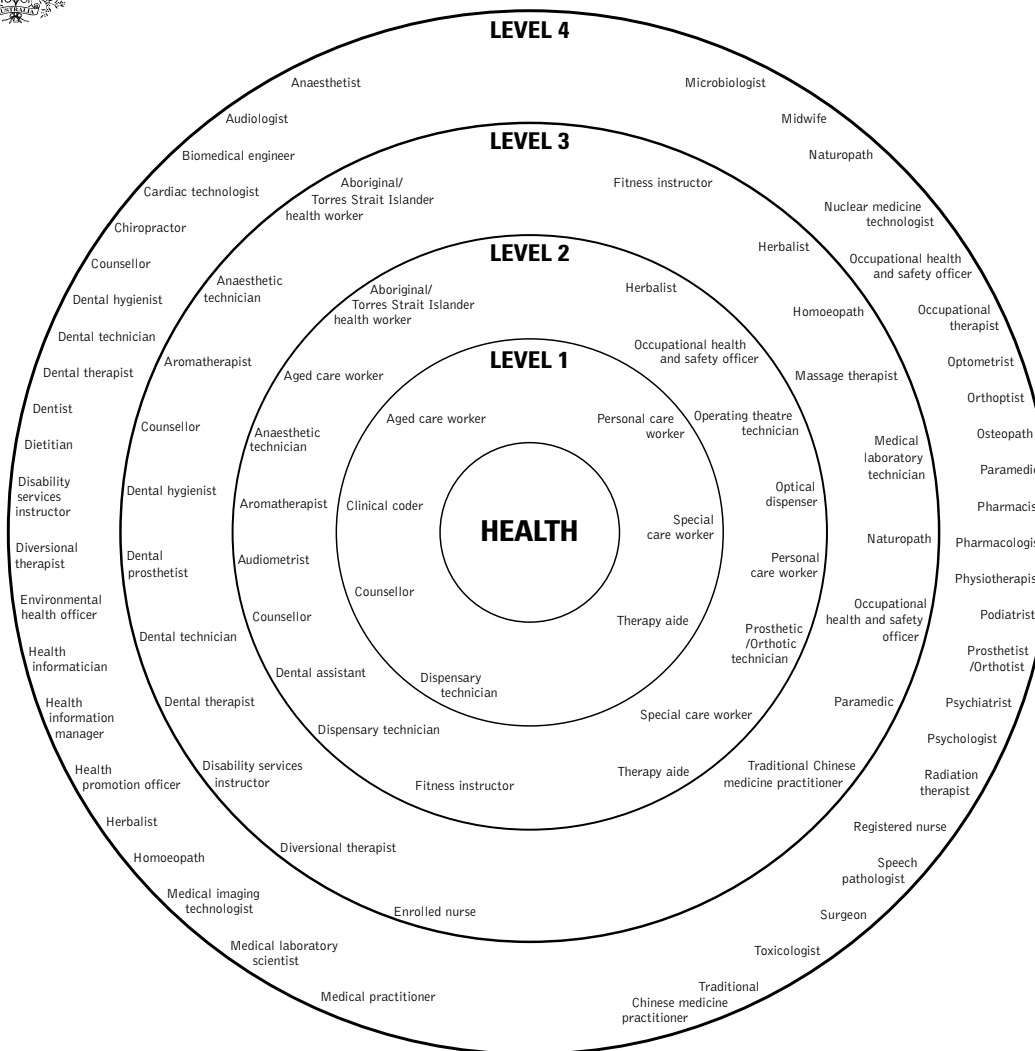 AUSTRALIA
LEVEL 4
Anaesthetist
Audiologist
Biomedical engineer
Cardiac technologist
Chiropractor
Counsellor
Dental hygienist
Dental technician
Dental therapist
Dentist
Dietitian
Disability
services
instructor
Diversional
therapist
Environmental
health officer
Health
informatician
Health
information
manager
Health
promotion officer
Herbalist
Homoeopath
Medical imaging
technologist
Medical laboratory
scientist
Medical practitioner
Microbiologist
Midwife
Naturopath
Nuclear medicine
technologist
Occupational health
and safety officer
Occupational
therapist
Optometrist
Orthoptist
Osteopath
Paramedic
Pharmacis
Pharmacologis
Physiotherapis
Podiatrist
Prosthetist
/Orthotist
Psychiatrist
Psychologist
Radiation
therapist
Registered nurse
Speech
pathologist
Surgeon
Toxicologist
Traditional
Chinese medicine
practitioner
LEVEL 3
Aboriginal/
Torres Strait Islander
health worker
Anaesthetic
technician
Aromatherapist
Counsellor
Dental hygienist
Dental
prosthetist
Dental technician
Dental therapist
Disability services
instructor
Diversional therapist
Enrolled nurse
Fitness instructor
Herbalist
Homoeopath
Massage therapist
Medical
laboratory
technician
Naturopath
Occupational
health and safety
officer
Paramedic
Traditional Chinese
medicine practitioner
LEVEL 2
Aboriginal/
Torres Strait Islander
health worker
Aged care worker
Anaesthetic
technician
Aromatherapist
Audiometrist
Counsellor
Dental assistant
Dispensary technician
Fitness instructor
Herbalist
Occupational health
and safety officer
Operating theatre
technician
Optical
dispenser
Personal
care worker
Prosthetic
/Orthotic
technician
Special care worker
Therapy aide
LEVEL 1
Aged care worker
Clinical coder
Counsellor
Dispensary
technician
Personal care
worker
Special
care worker
Therapy aide
HEALTH